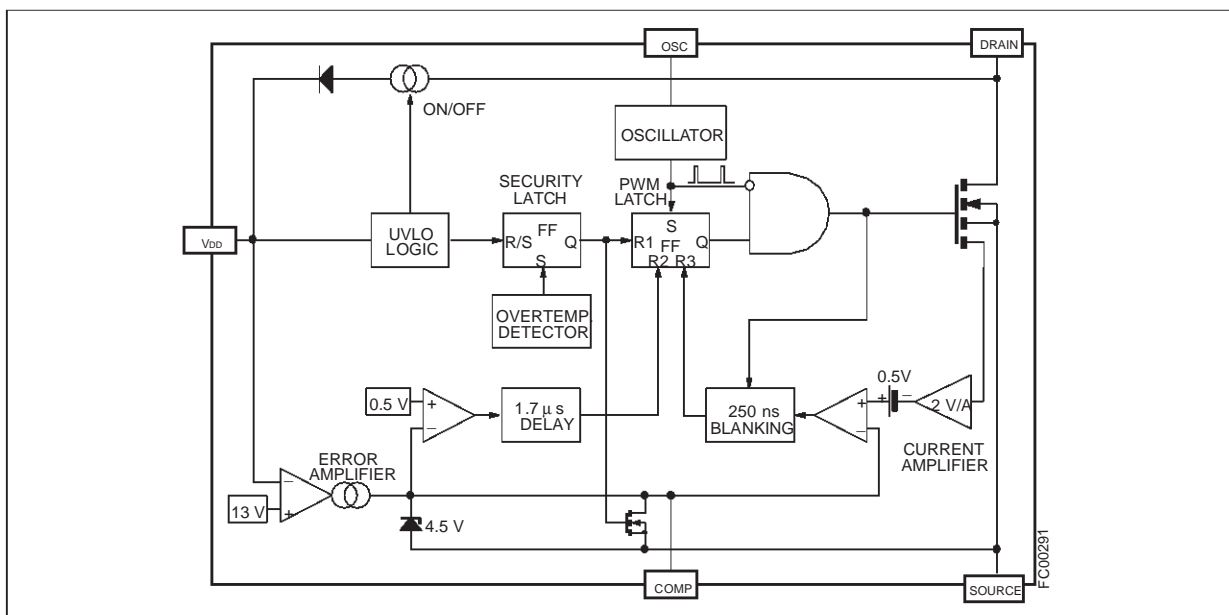 OSC
DRAIN
ON/OFF
OSCILLATOR
SECURITY
LATCH
PWM
LATCH
VDD
UVLO
LOGIC
R/S
FF
Q
S
S
R1
FF
Q
R2 R3
OVERTEMP.
DETECTOR
0.5 V
+
–
1.7 μs
DELAY
250 ns
BLANKING
+
–
0.5V
+
–
2 V/A
CURRENT
AMPLIFIER
ERROR
AMPLIFIER
–
13 V
+
4.5 V
COMP
SOURCE
FC00291